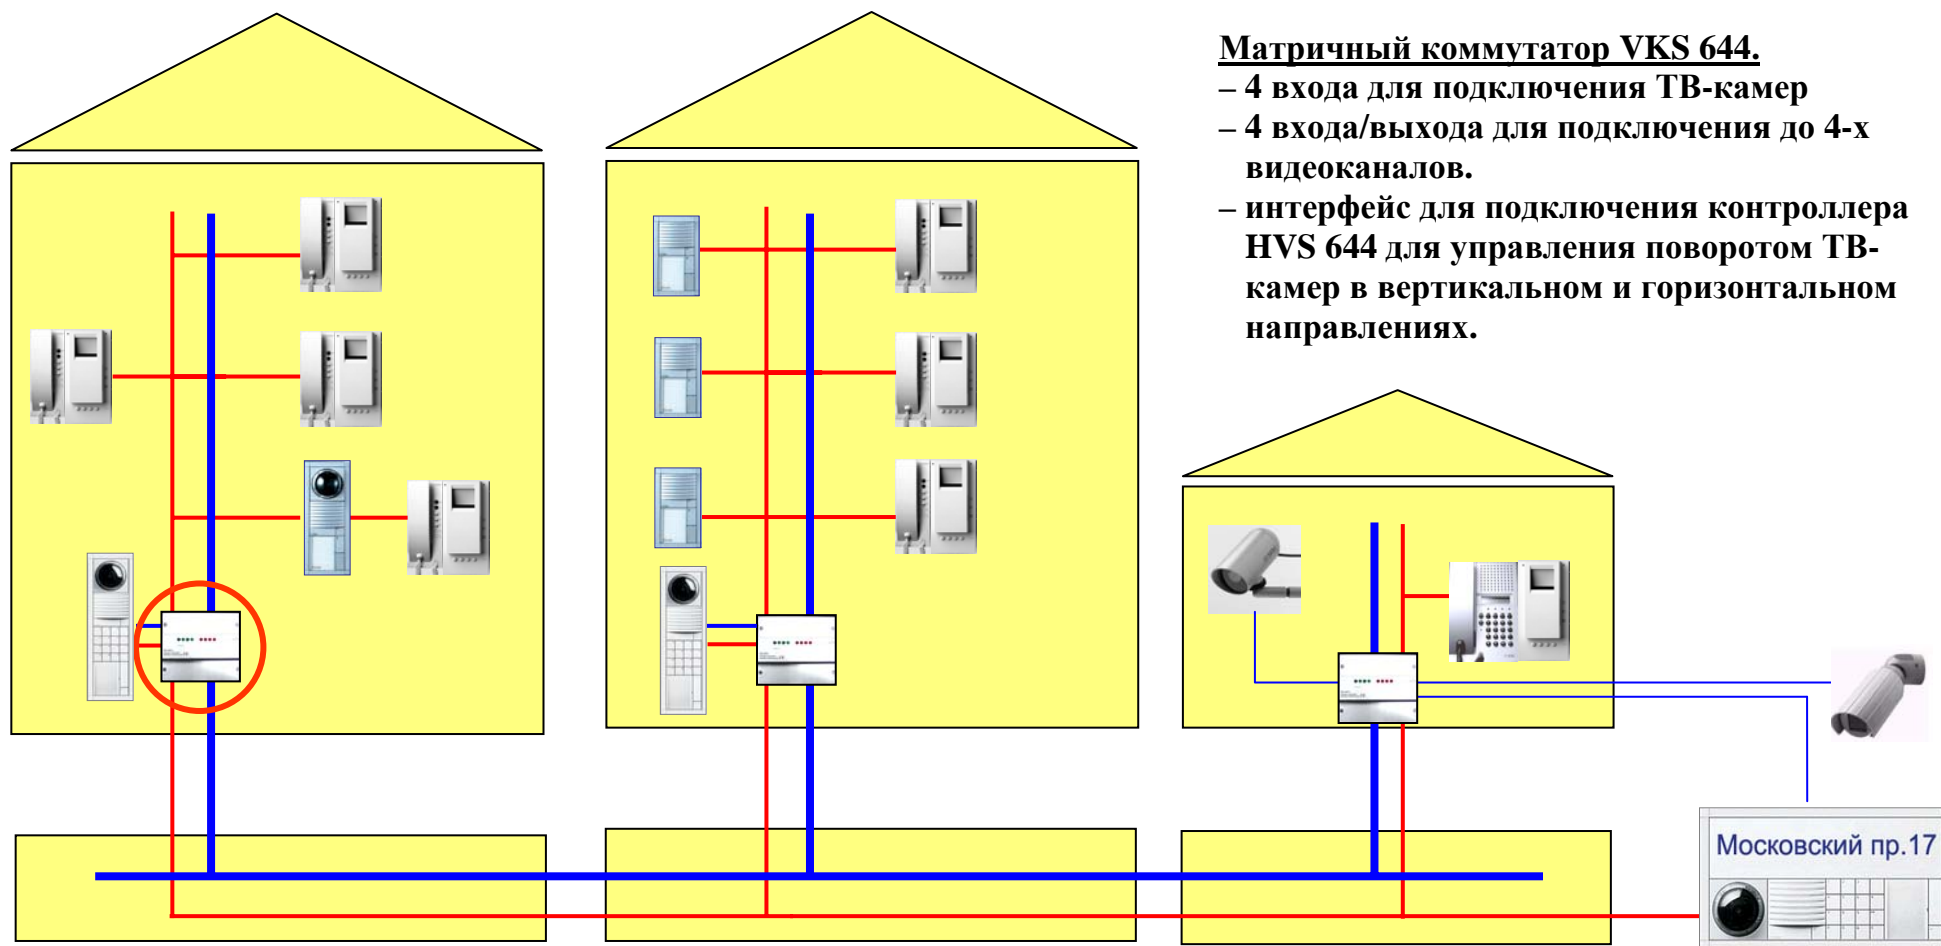 Матричный коммутатор VKS 644.
– 4 входа для подключения ТВ-камер
– 4 входа/выхода для подключения до 4-х
видеоканалов.
– интерфейс для подключения контроллера
HVS 644 для управления поворотом ТВ-
камер в вертикальном и горизонтальном
направлениях.
Московский пр.17